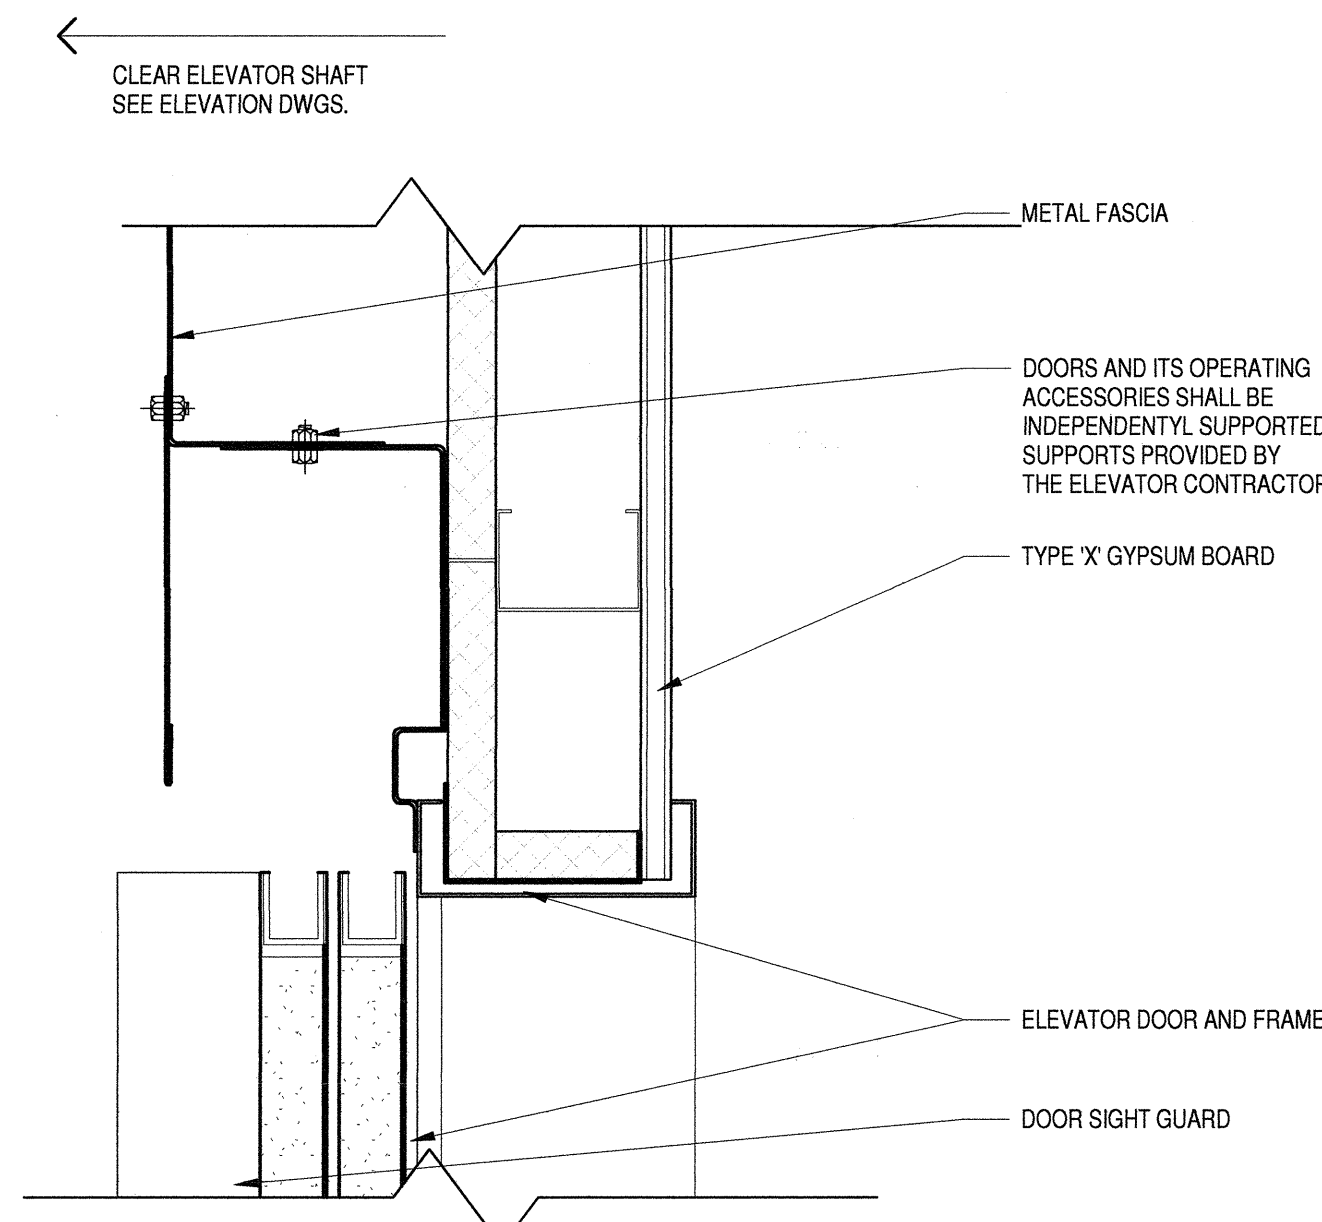 CLEAR ELEVATOR SHAFT
SEE ELEVATION DWGS.
METAL FASCIA
DOORS AND ITS OPERATING
ACCESSORIES SHALL BE
INDEPENDENTYL SUPPORTED
SUPPORTS PROVIDED BY
THE ELEVATOR CONTRACTOR
TYPE 'X' GYPSUM BOARD
ELEVATOR DOOR AND FRAME
DOOR SIGHT GUARD